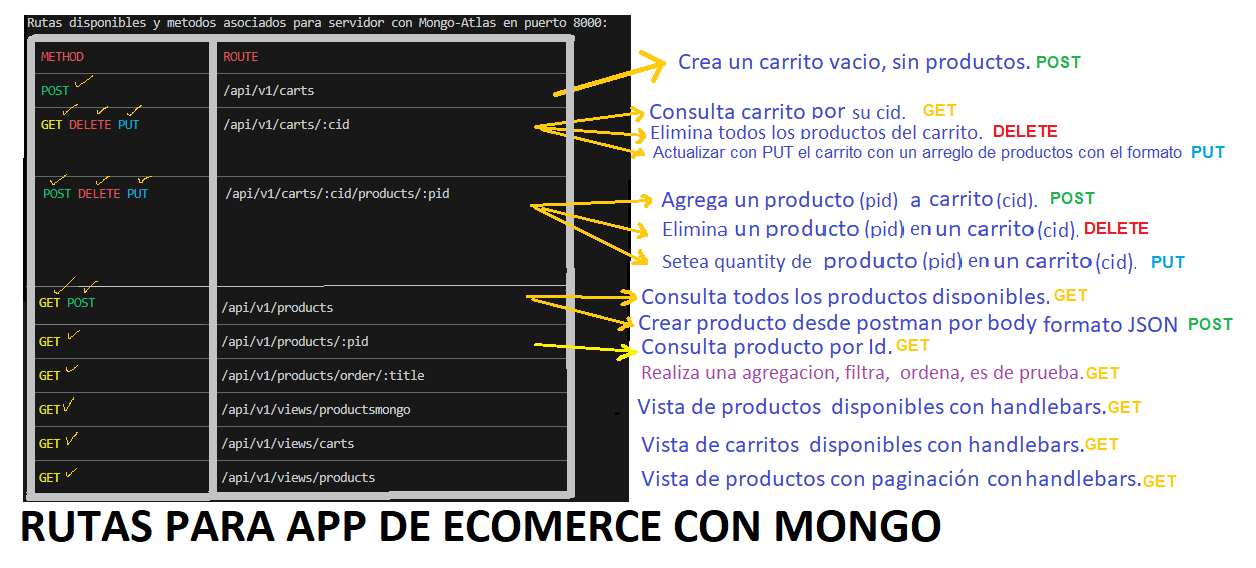 Rutas disponibles y metodos asociados para servidor con Mongo-Atlas en puerto 8000:
METHOD ROUTE
POST /api/v1/carts Crea un carrito vacio, sin productos. POST
GET DELETE PUT /api/v1/carts/:cid Consulta carrito por su cid. GET
Elimina todos los productos del carrito. DELETE
Actualizar con PUT el carrito con un arreglo de productos con el formato PUT
POST DELETE PUT /api/v1/carts/:cid/products/:pid Agrega un producto (pid) a carrito (cid). POST
Elimina un producto (pid) en un carrito (cid). DELETE
Setea quantity de producto (pid) en un carrito (cid). PUT
GET POST /api/v1/products Consulta todos los productos disponibles. GET
Crear producto desde postman por body formato JSON POST
GET /api/v1/products/:pid Consulta producto por Id. GET
GET /api/v1/products/order/:title Realiza una agregacion, filtra, ordena, es de prueba. GET
GET /api/v1/views/productsmongo Vista de productos disponibles con handlebars. GET
GET /api/v1/views/carts Vista de carritos disponibles con handlebars. GET
GET /api/v1/views/products Vista de productos con paginación con handlebars. GET
RUTAS PARA APP DE ECOMERCE CON MONGO